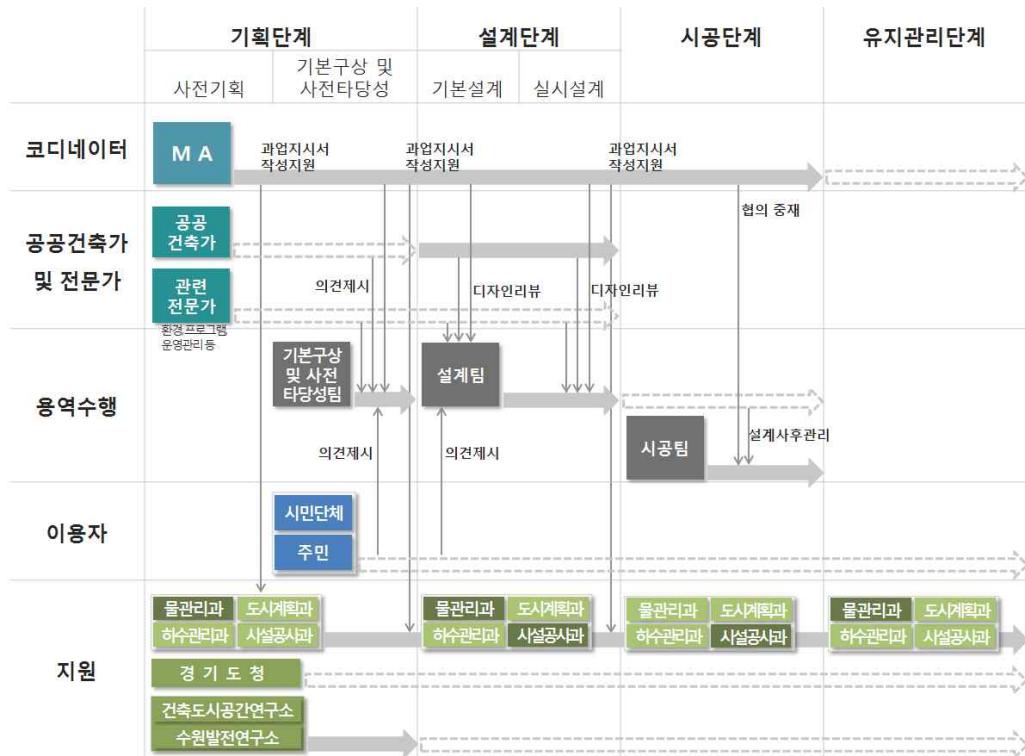 기획단계
설계단계
시공단계
유지관리단계
사전기획
기본구상 및
사전타당성
기본설계
실시설계
코디네이터
M A
과업지시서
작성지원
과업지시서
작성지원
과업지시서
작성지원
협의 중재
공공건축가
및 전문가
공공
건축가
관련
전문가
환경,프로그램,
운영관리 등
의견제시
디자인리뷰
디자인리뷰
용역수행
기본구상
및 사전
타당성팀
설계팀
시공팀
설계사후관리
의견제시
의견제시
이용자
시민단체
주민
지원
물관리과
도시계획과
하수관리과
시설공사과
물관리과
도시계획과
하수관리과
시설공사과
물관리과
도시계획과
하수관리과
시설공사과
물관리과
도시계획과
하수관리과
시설공사과
경 기 도 청
건축도시공간연구소
수원발전연구소